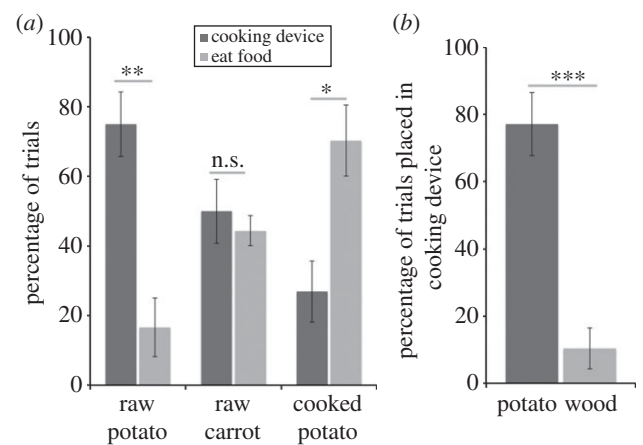 (a)
percentage of trials
100
80
60
40
20
0
cooking device
eat food
**
n.s.
*
raw potato
raw carrot
cooked potato
(b)
percentage of trials placed in
cooking device
100
80
60
40
20
0
***
potato wood